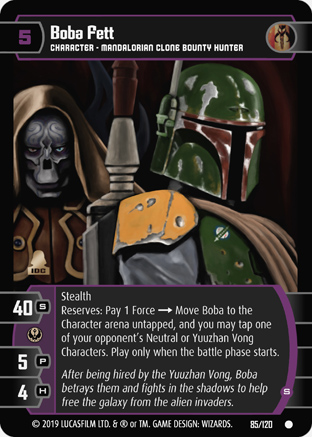 5
Boba Fett
CHARACTER - MANDALORIAN CLONE BOUNTY HUNTER
IDC
40 S
5 P
4 H
Stealth
Reserves: Pay 1 Force → Move Boba to the
Character arena untapped, and you may tap one
of your opponent's Neutral or Yuuzhan Vong
Characters. Play only when the battle phase starts.
After being hired by the Yuuzhan Vong, Boba
betrays them and fights in the shadows to help
free the galaxy from the alien invaders.
S
© 2019 LUCASFILM LTD. & ® or TM. GAME DESIGN: WIZARDS.
85/120